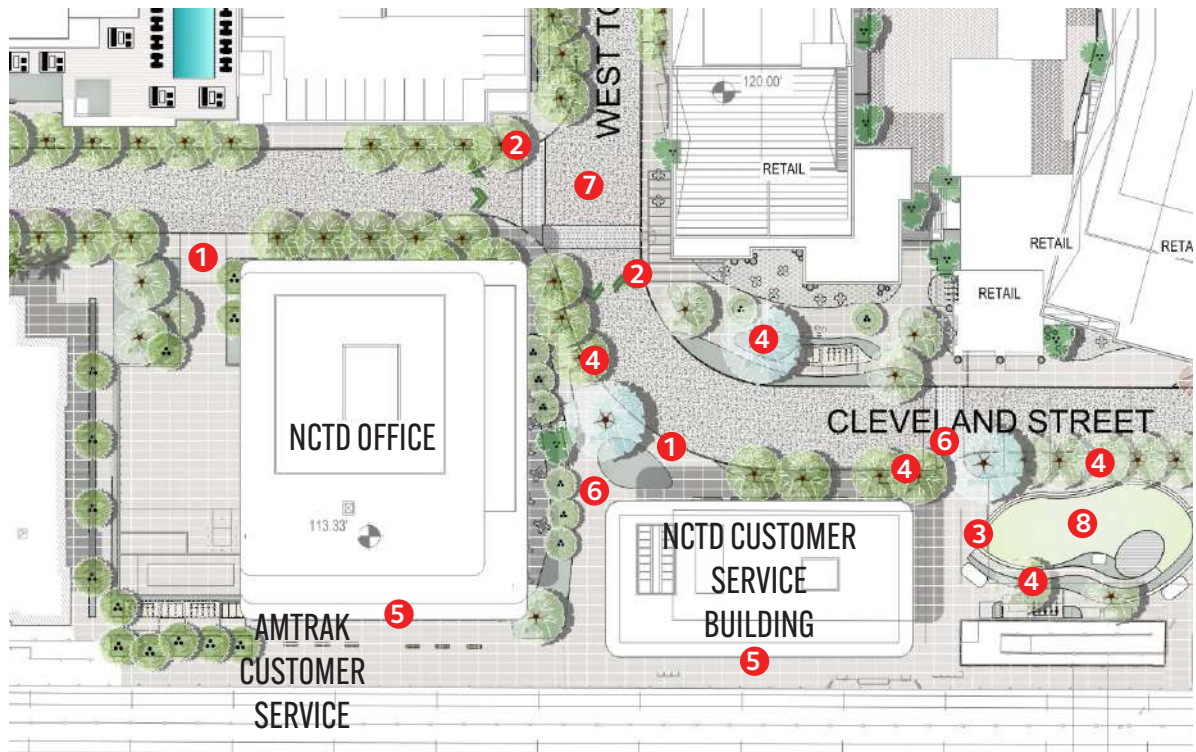 WEST TO
120.00'
2
RETAIL
7
1
RETAIL
RETA
2
RETAIL
4
4
CLEVELAND STREET
NCTD OFFICE
1
6
4
4
6
113.33'
NCTD CUSTOMER
SERVICE
BUILDING
3
8
4
5
AMTRAK
CUSTOMER
SERVICE
5